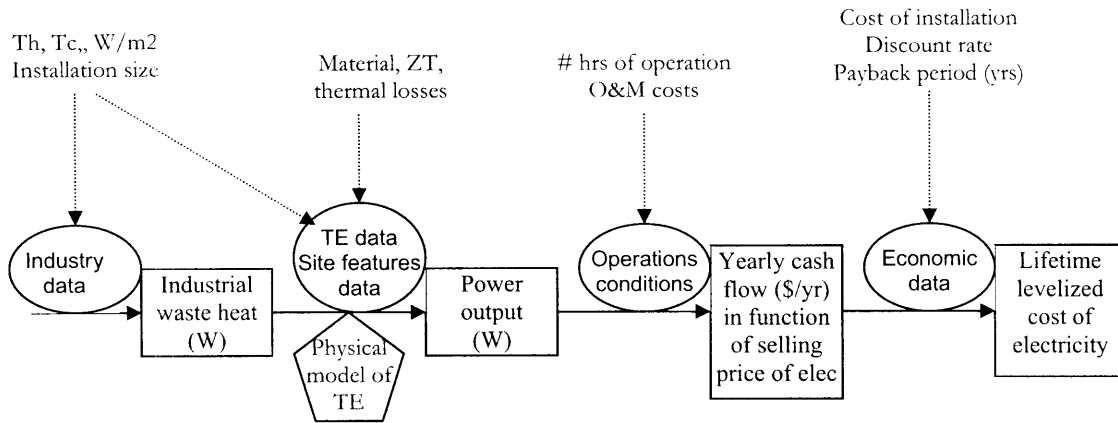 Th, Tc,, W/m2
Installation size
Material, ZT,
thermal losses
# hrs of operation
O&M costs
Cost of installation
Discount rate
Payback period (yrs)
Industry
data
Industrial
waste heat
(W)
TE data
Site features
data
Physical
model of
TE
Power
output
(W)
Operations
conditions
Yearly cash
flow ($/yr)
in function
of selling
price of elec
Economic
data
Lifetime
levelized
cost of
electricity